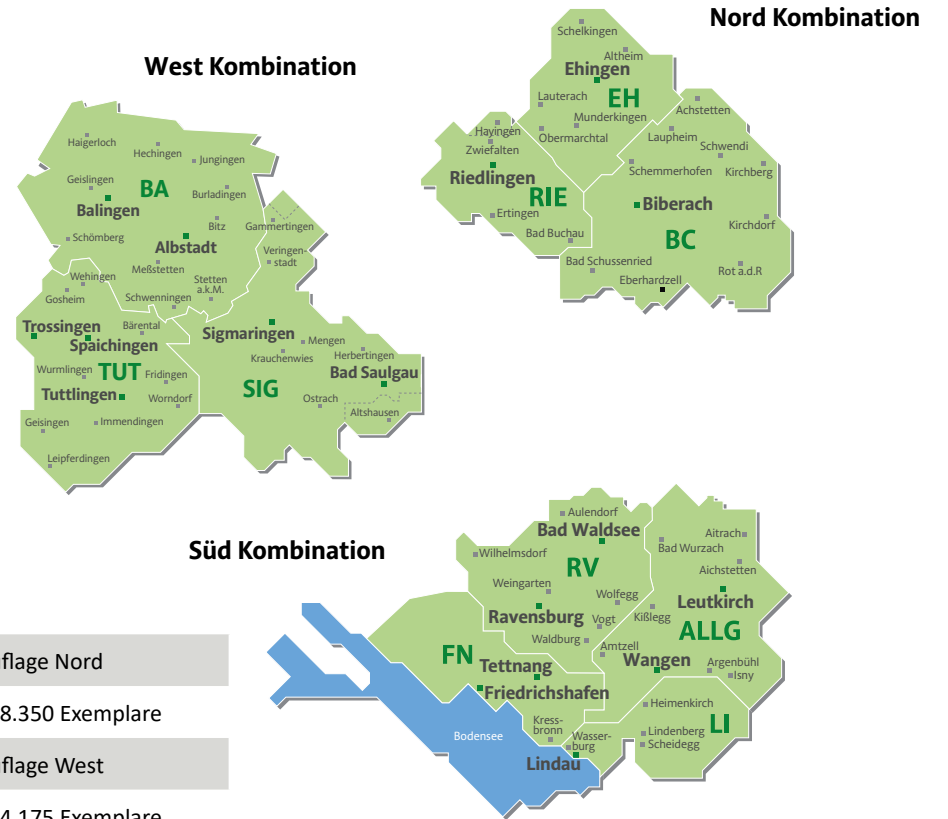 Nord Kombination
Schelkingen
Altheim
Ehingen
EH
Lauterach
Munderkingen
Obermarchtal
Achstetten
Laupheim
Schwendi
Hayingen
Zwiefalten
Riedlingen
RIE
Ertingen
Bad Buchau
Schemmerhofen
Kirchberg
Biberach
BC
Kirchdorf
Bad Schussenried
Eberhardzell
Rot a.d.R
West Kombination
Haigerloch
Hechingen
Jungingen
Geislingen
BA
Burladingen
Balingen
Bitz
Gammertingen
Schömberg
Albstadt
Veringen-
stadt
Meßstetten
Wehingen
Stetten
a.k.M.
Gosheim
Schwenningen
Trossingen
Bärental
Spaichingen
Sigmaringen
Mengen
Krauchenwies
Herbertingen
Wurmlingen
TUT
Fridingen
Bad Saulgau
SIG
Tuttlingen
Worndorf
Ostrach
Altshausen
Geisingen
Immendingen
Leipferdingen
Süd Kombination
Aulendorf
Bad Waldsee
Aitrach
Wilhelmsdorf
RV
Bad Wurzach
Aichstetten
Weingarten
Wolfegg
Leutkirch
Ravensburg
Vogt
Kißlegg
Waldburg
ALLG
Amtzell
FN
Tettnang
Wangen
Argenbühl
Isny
Friedrichshafen
Heimenkirch
Kress-
bronn
LI
Bodensee
Wasser-
burg
Lindenberg
Scheidegg
Lindau
flage Nord
8.350 Exemplare
flage West
4.175 Exemplare